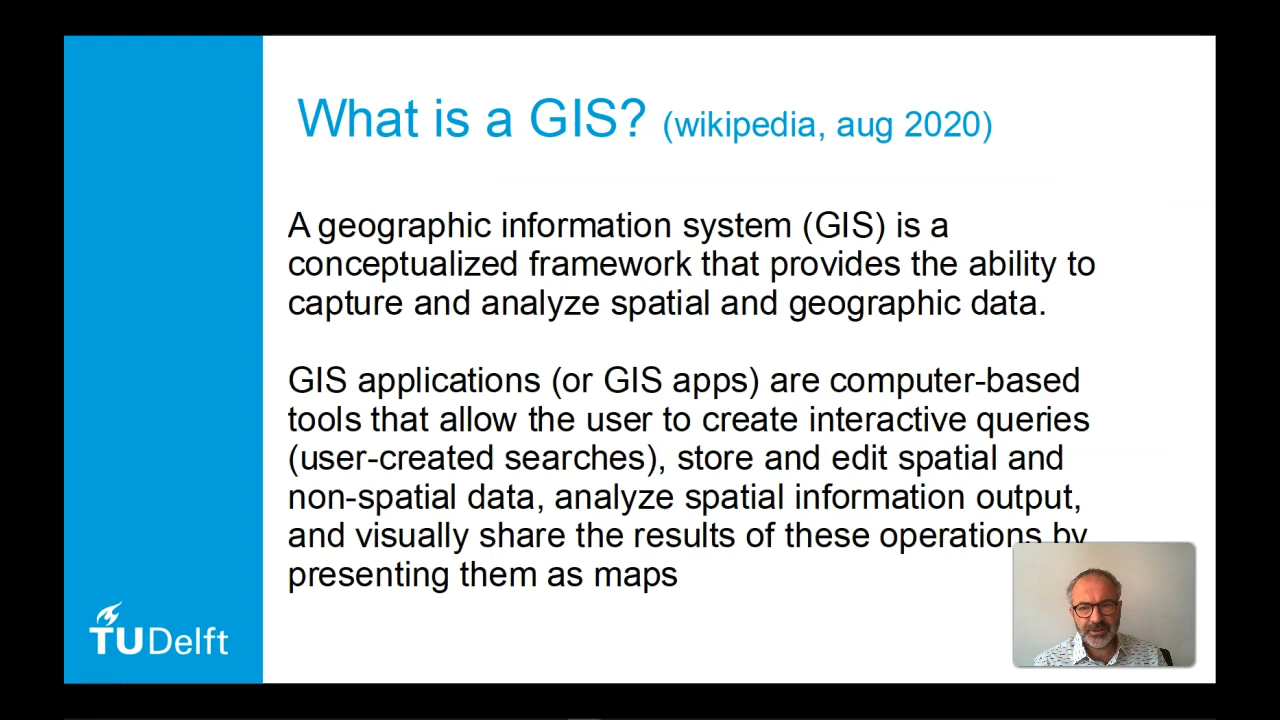 What is a GIS? (wikipedia, aug 2020)
A geographic information system (GIS) is a
conceptualized framework that provides the ability to
capture and analyze spatial and geographic data.
GIS applications (or GIS apps) are computer-based
tools that allow the user to create interactive queries
(user-created searches), store and edit spatial and
non-spatial data, analyze spatial information output,
and visually share the results of these operations by
presenting them as maps
TUDelft